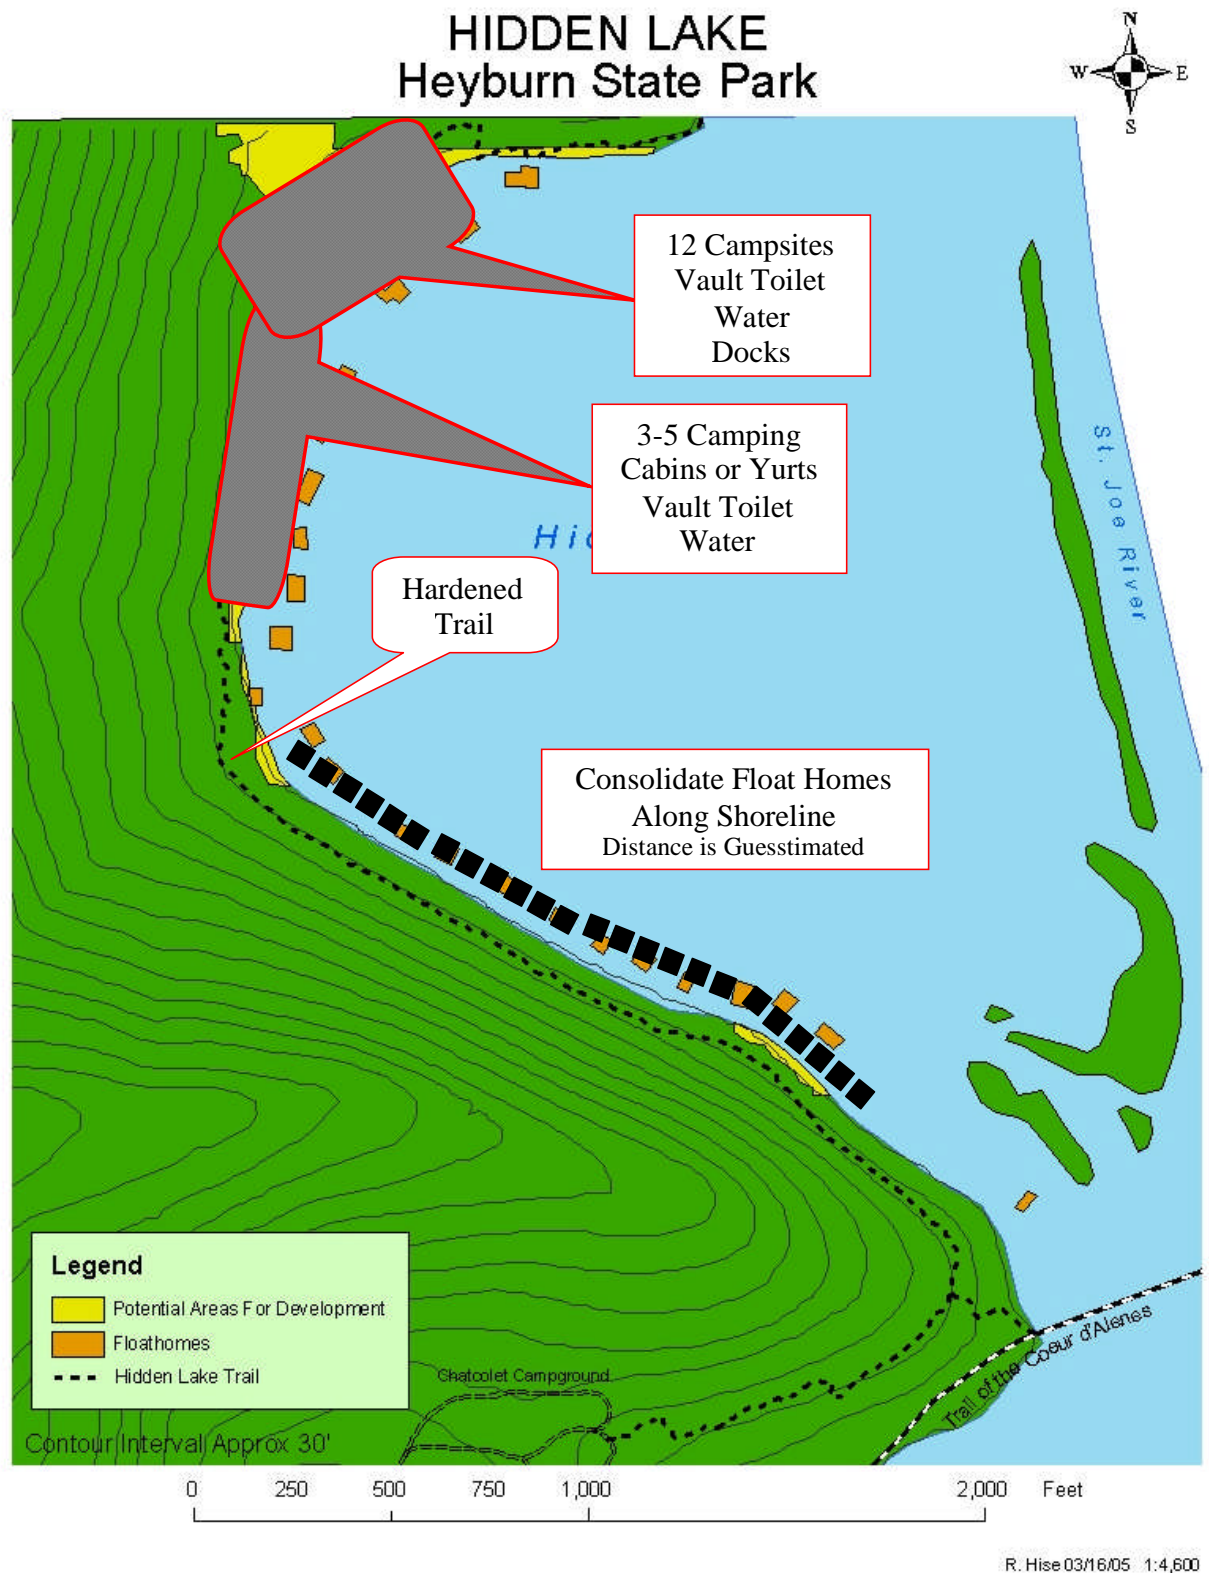 HIDDEN LAKE
Heyburn State Park
N
W E
S
12 Campsites
Vault Toilet
Water
Docks
3-5 Camping
Cabins or Yurts
Vault Toilet
Water
St. Joe River
Hid
Hardened
Trail
Consolidate Float Homes
Along Shoreline
Distance is Guesstimated
Legend
Potential Areas For Development
Floathomes
Hidden Lake Trail
Chatcolet Campground
Trail of the Coeur d'Alenes
Contour Interval Approx 30'
0 250 500 750 1,000 2,000 Feet
R. Hise 03/16/05 1:4,600